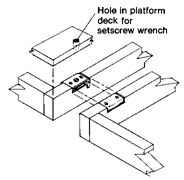 Hole in platform
deck for
setscrew wrench